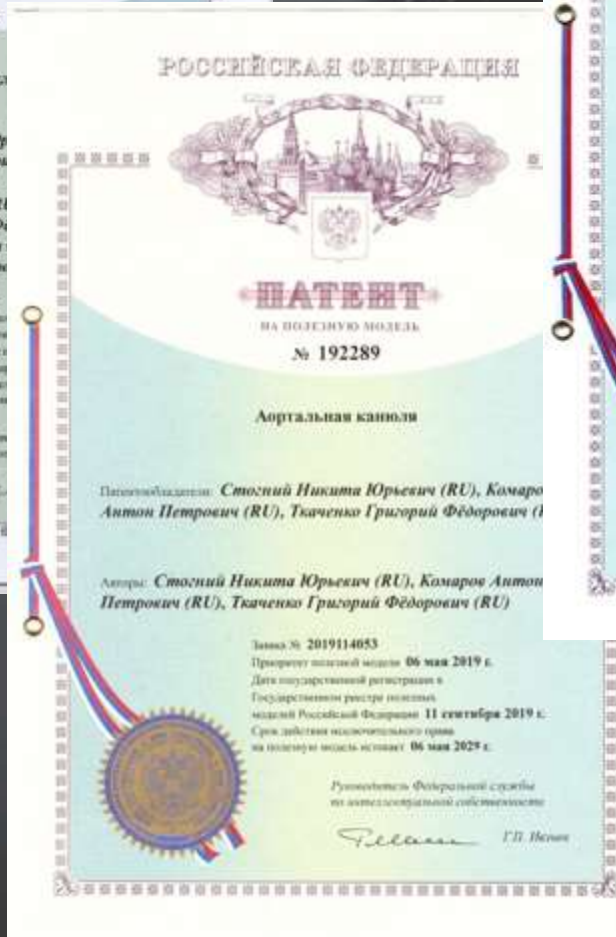 РОССИЙСКАЯ ФЕДЕРАЦИЯ
ПАТЕНТ
НА ПОЛЕЗНУЮ МОДЕЛЬ
№ 192289
Аортальная канюля
Патентообладатели: Стогний Никита Юрьевич (RU), Комаро
Антон Петрович (RU), Ткаченко Григорий Фёдорович (
Авторы: Стогний Никита Юрьевич (RU), Комаров Антон
Петрович (RU), Ткаченко Григорий Фёдорович (RU)
Заявка № 2019114053
Приоритет полезной модели 06 мая 2019 г.
Дата государственной регистрации в
Государственном реестре полезных
моделей Российской Федерации 11 сентября 2019 г.
Срок действия исключительного права
на полезную модель истекает 06 мая 2029 г.
Руководитель Федеральной службы
по интеллектуальной собственности
Г.П. Ивлиев